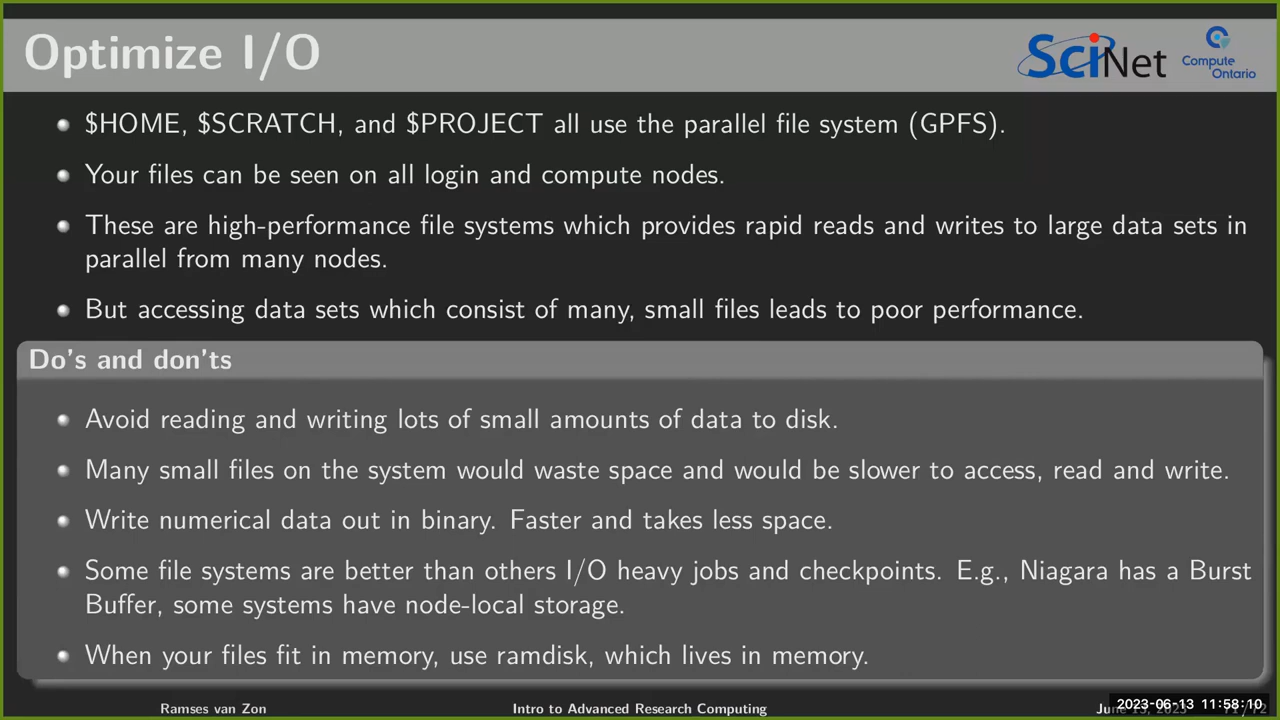 Optimize I/O
SciNet
Compute
Ontario
$HOME, $SCRATCH, and $PROJECT all use the parallel file system (GPFS).
Your files can be seen on all login and compute nodes.
These are high-performance file systems which provides rapid reads and writes to large data sets in
parallel from many nodes.
But accessing data sets which consist of many, small files leads to poor performance.
Do's and don'ts
Avoid reading and writing lots of small amounts of data to disk.
Many small files on the system would waste space and would be slower to access, read and write.
Write numerical data out in binary. Faster and takes less space.
Some file systems are better than others I/O heavy jobs and checkpoints. E.g., Niagara has a Burst
Buffer, some systems have node-local storage.
When your files fit in memory, use ramdisk, which lives in memory.
Ramses van Zon
Intro to Advanced Research Computing
2023-06-13 11:58:10